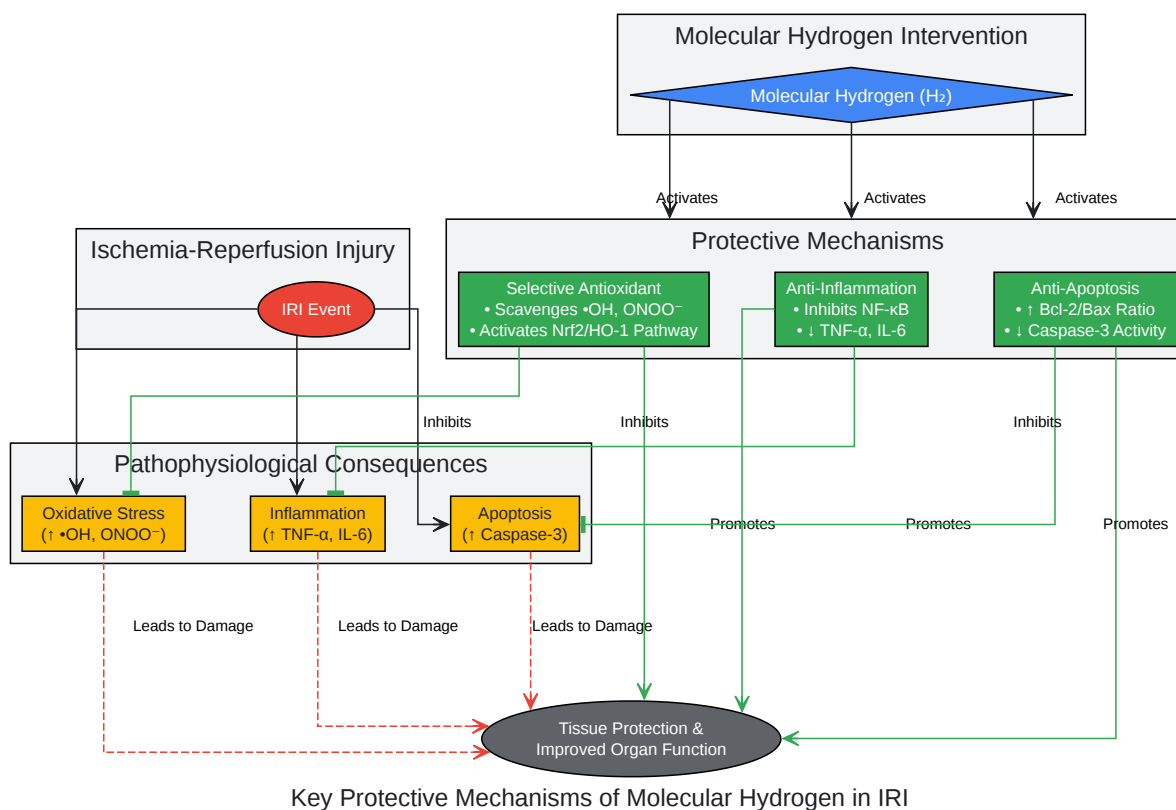 Molecular Hydrogen Intervention
Molecular Hydrogen (H₂)
Activates
Activates
Activates
Ischemia-Reperfusion Injury
IRI Event
Protective Mechanisms
Selective Antioxidant
• Scavenges •OH, ONOO⁻
• Activates Nrf2/HO-1 Pathway
Anti-Inflammation
• Inhibits NF-κB
• ↓ TNF-α, IL-6
Anti-Apoptosis
• ↑ Bcl-2/Bax Ratio
• ↓ Caspase-3 Activity
Inhibits
Inhibits
Inhibits
Pathophysiological Consequences
Oxidative Stress
(↑ •OH, ONOO⁻)
Inflammation
(↑ TNF-α, IL-6)
Apoptosis
(↑ Caspase-3)
Promotes
Promotes
Promotes
Leads to Damage
Leads to Damage
Leads to Damage
Tissue Protection &
Improved Organ Function
Key Protective Mechanisms of Molecular Hydrogen in IRI